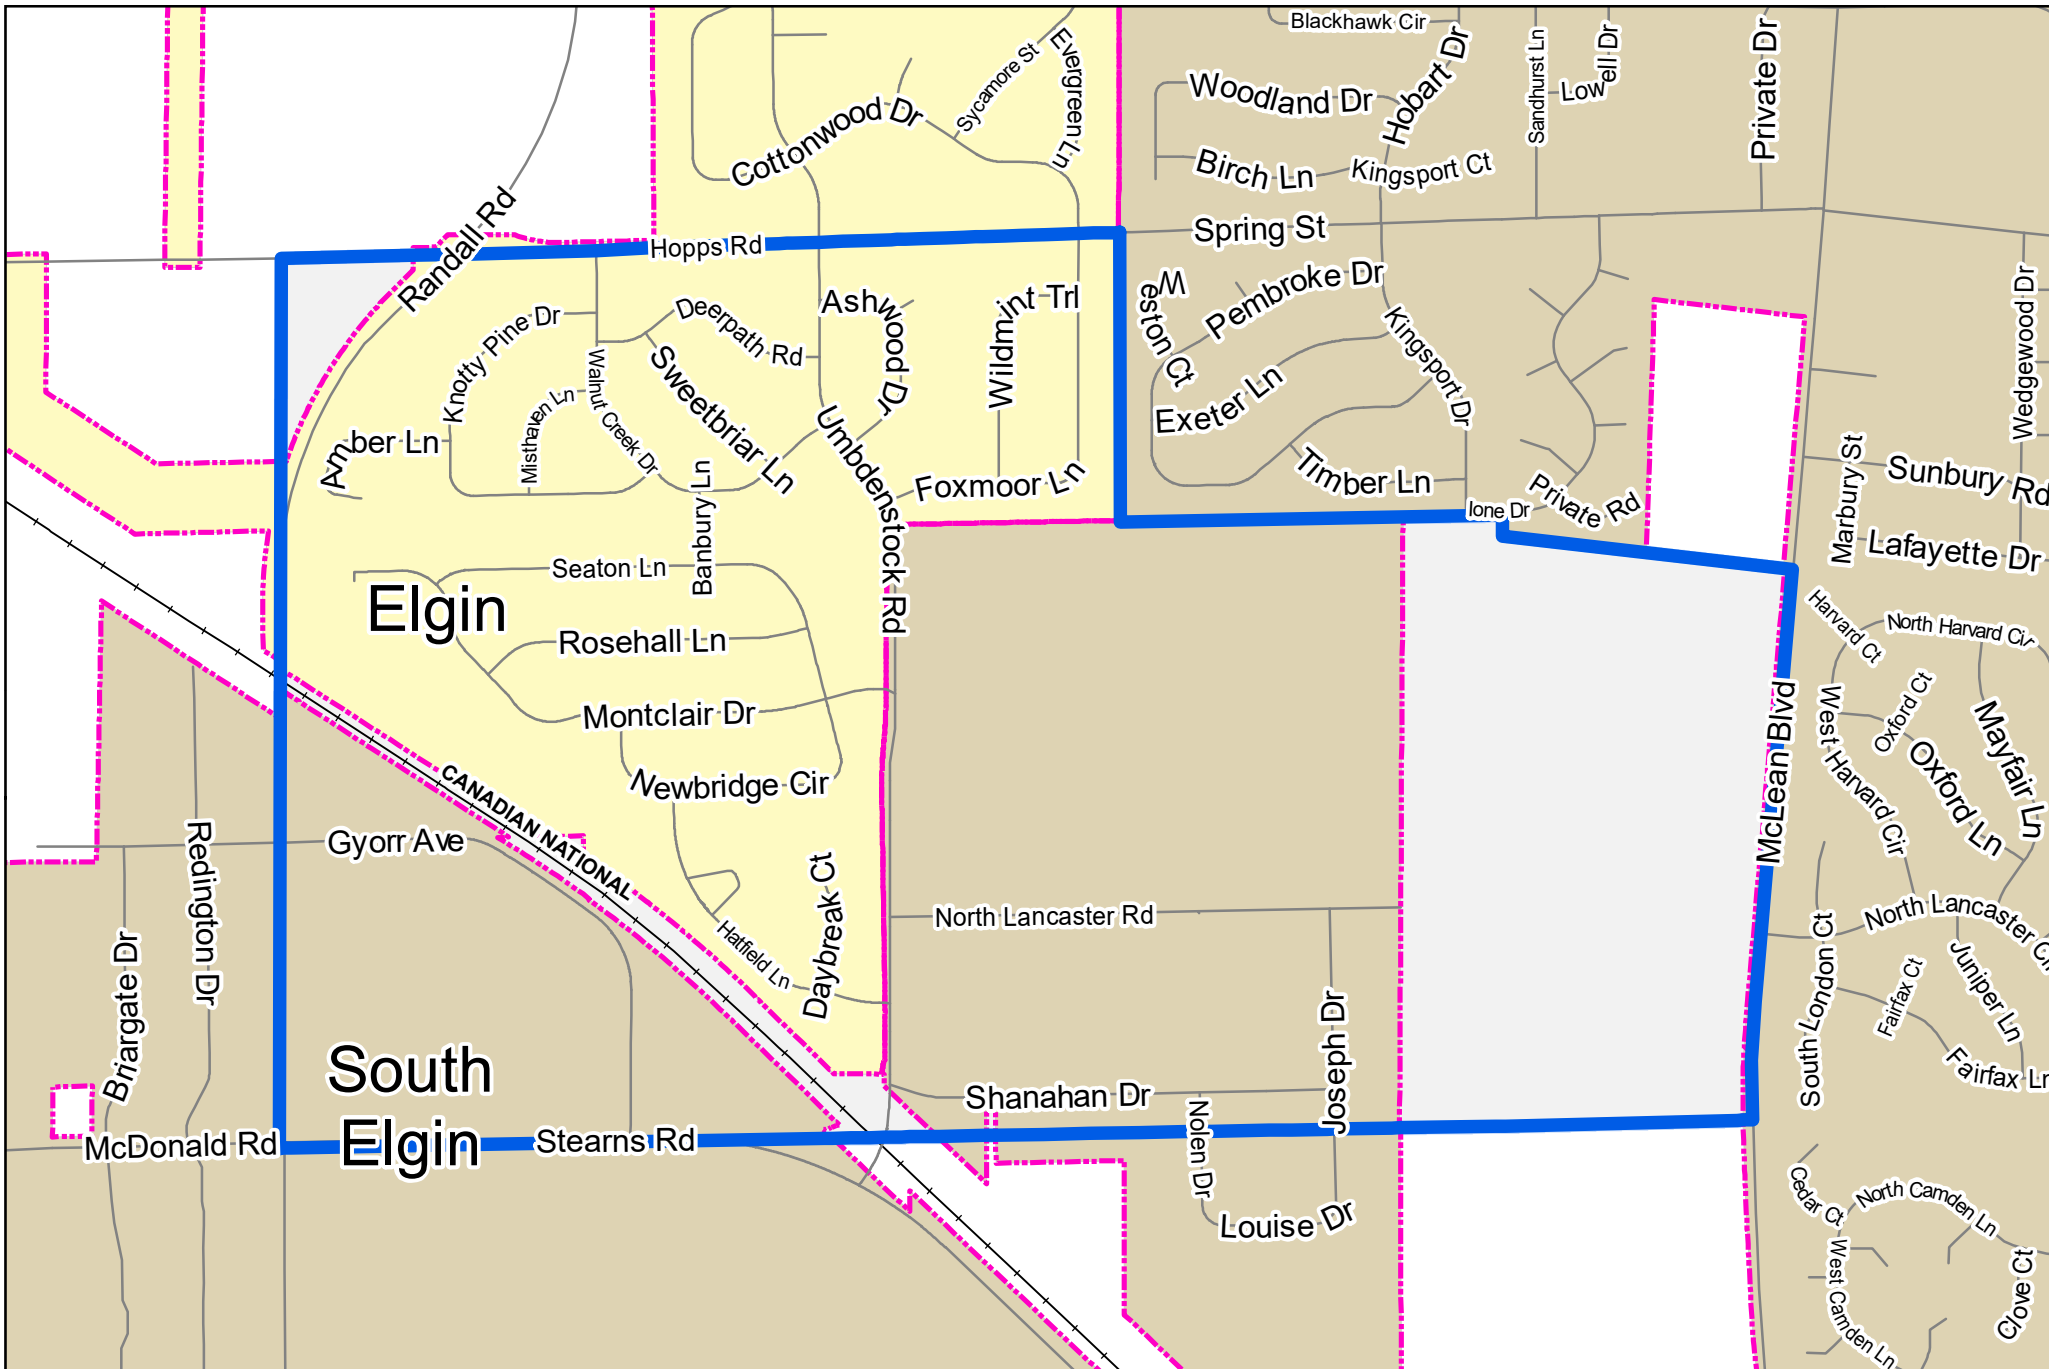 Blackhawk Cir
Hobart Dr
Sandhurst Ln
Lowell Dr
Private Dr
Sycamore St
Evergreen Ln
Woodland Dr
Cottonwood Dr
Birch Ln
Kingsport Ct
Randall Rd
Hopps Rd
Spring St
Weston Ct
Pembroke Dr
Wedgewood Dr
Knotty Pine Dr
Deerpath Rd
Ashwood Dr
Wildmint Trl
Kingsport Dr
Exeter Ln
Walnut Creek Dr
Sweetbriar Ln
Misthaven Ln
Amber Ln
Umbdenstock Rd
Banbury Ln
Foxmoor Ln
Timber Ln
Private Rd
Ione Dr
Marbury St
Sunbury Rd
Lafayette Dr
Seaton Ln
Elgin
Rosehall Ln
Harvard Ct
North Harvard Cir
Montclair Dr
McLean Blvd
West Harvard Cir
Oxford Ct
Mayfair Ln
Oxford Ln
Newbridge Cir
CANADIAN NATIONAL
Gyorr Ave
Redington Dr
Daybreak Ct
North Lancaster Rd
North Lancaster Cir
Hatfield Ln
Briargate Dr
South London Ct
Fairfax Ct
Juniper Ln
Fairfax Ln
South
Elgin
Shanahan Dr
Joseph Dr
McDonald Rd
Stearns Rd
Nolen Dr
Louise Dr
Cedar Ct
North Camden Ln
West Camden Ln
Clove Ct